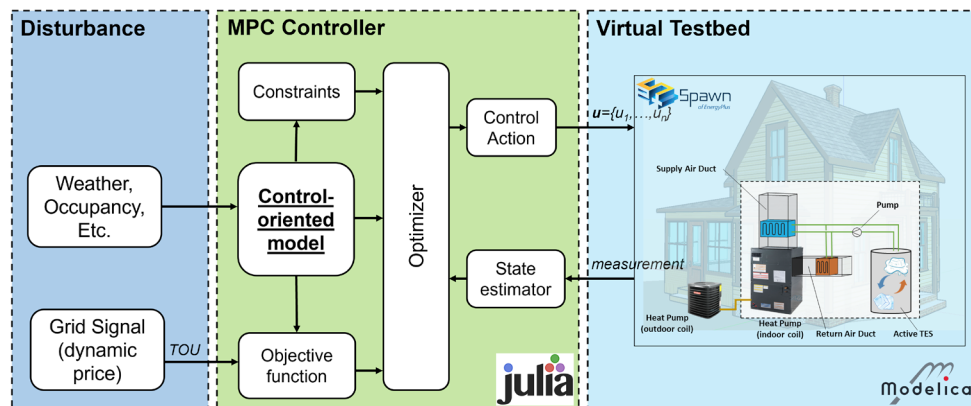 Disturbance
Weather,
Occupancy,
Etc.
Grid Signal
(dynamic
price)
TOU
MPC Controller
Constraints
Control-
oriented
model
Objective
function
Optimizer
Control
Action
State
estimator
julia
Virtual Testbed
Spawn
of EnergyPlus
u={u1,…,un}
measurement
Supply Air Duct
Pump
Heat Pump
(outdoor coil)
Heat Pump
(indoor coil)
Return Air Duct
Active TES
Modelica